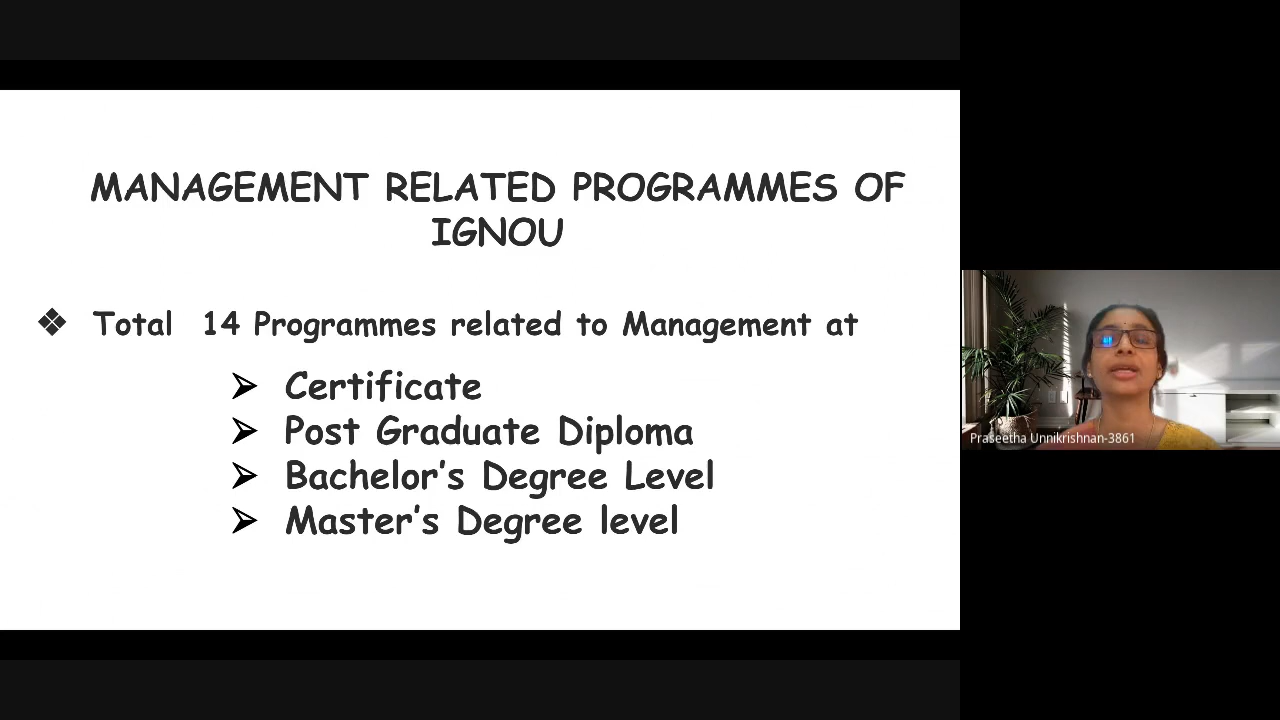 MANAGEMENT RELATED PROGRAMMES OF
IGNOU
❖ Total 14 Programmes related to Management at
➢ Certificate
➢ Post Graduate Diploma
➢ Bachelor's Degree Level
➢ Master's Degree level
Praseetha Unnikrishnan-3861